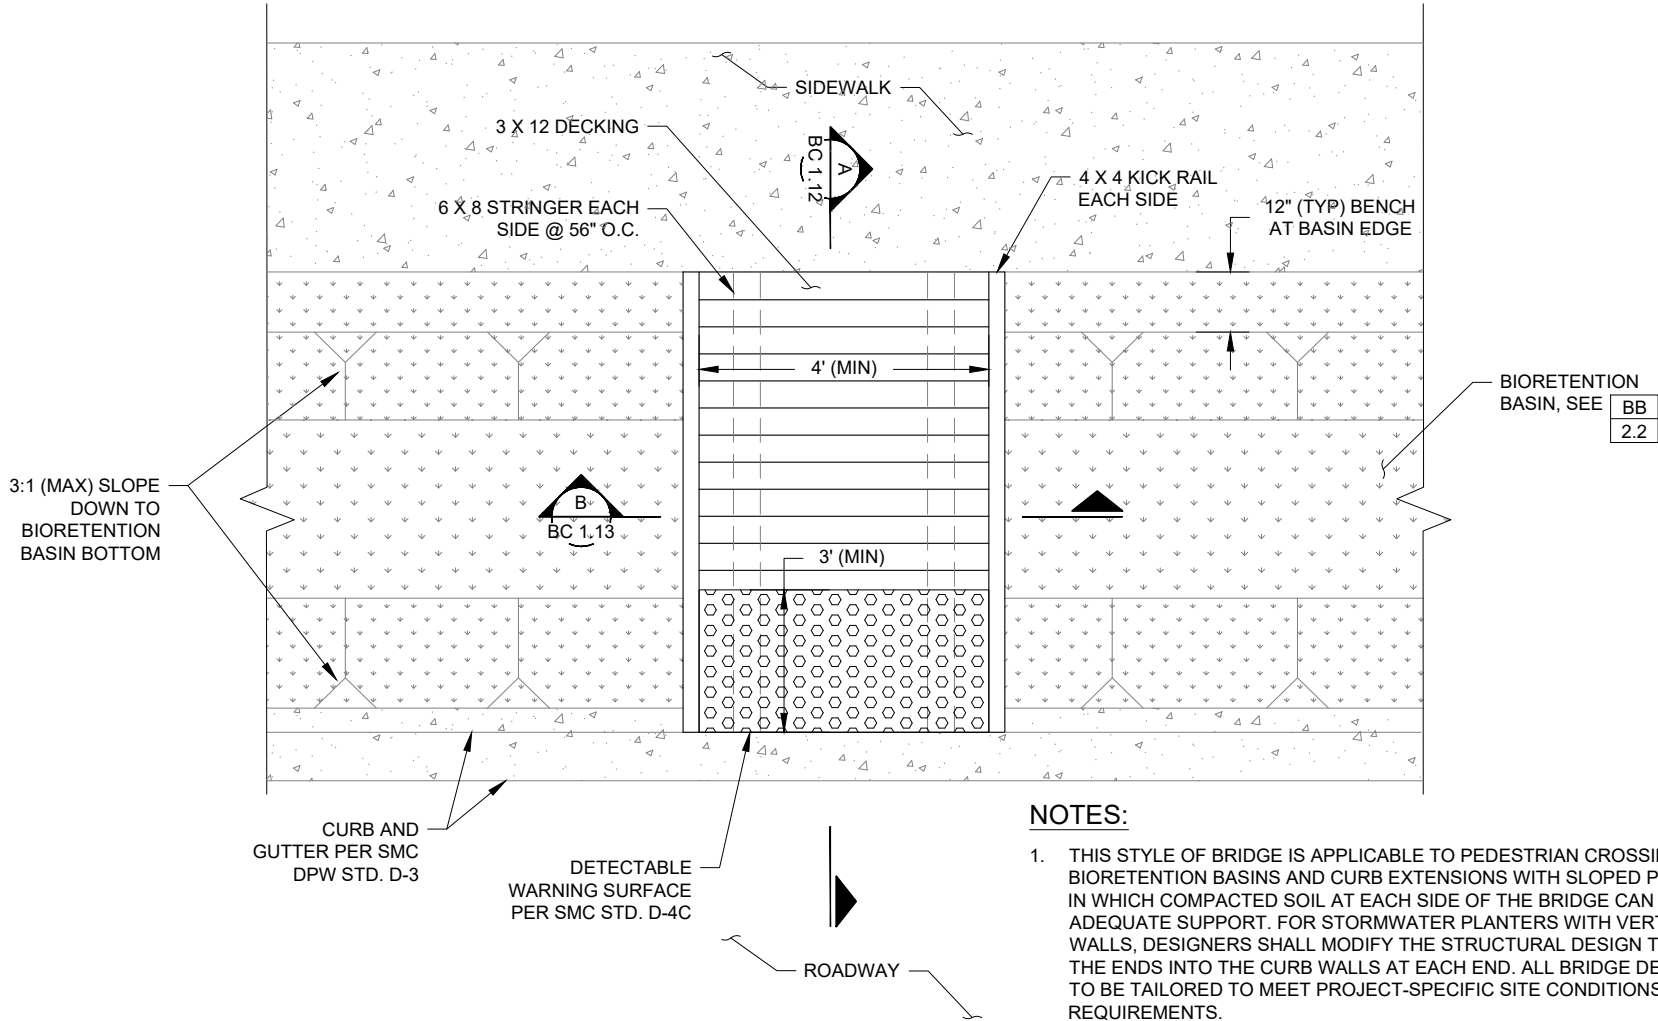 SIDEWALK
3 X 12 DECKING
A
BC 1.12
4 X 4 KICK RAIL
EACH SIDE
6 X 8 STRINGER EACH
SIDE @ 56" O.C.
12" (TYP) BENCH
AT BASIN EDGE
4' (MIN)
BIORETENTION
BASIN, SEE
BB
2.2
3:1 (MAX) SLOPE
DOWN TO
BIORETENTION
BASIN BOTTOM
B
BC 1.13
3' (MIN)
CURB AND
GUTTER PER SMC
DPW STD. D-3
DETECTABLE
WARNING SURFACE
PER SMC STD. D-4C
ROADWAY
NOTES:
1. THIS STYLE OF BRIDGE IS APPLICABLE TO PEDESTRIAN
BIORETENTION BASINS AND CURB EXTENSIONS WITH SLOPED
IN WHICH COMPACTED SOIL AT EACH SIDE OF THE BRIDGE CAN
ADEQUATE SUPPORT. FOR STORMWATER PLANTERS WITH
WALLS, DESIGNERS SHALL MODIFY THE STRUCTURAL DESIGN
THE ENDS INTO THE CURB WALLS AT EACH END. ALL BRIDGE
TO BE TAILORED TO MEET PROJECT-SPECIFIC SITE CONDITIONS
REQUIREMENTS.